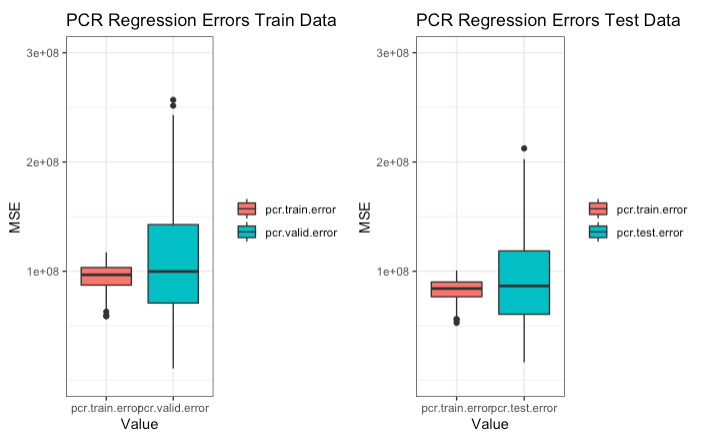 PCR Regression Errors Train Data
3e+08
2e+08
1e+08
MSE
pcr.train.error
pcr.valid.error
pcr.train.errorpcr.valid.error
Value
PCR Regression Errors Test Data
3e+08
2e+08
1e+08
MSE
pcr.train.error
pcr.test.error
pcr.train.errorpcr.test.error
Value